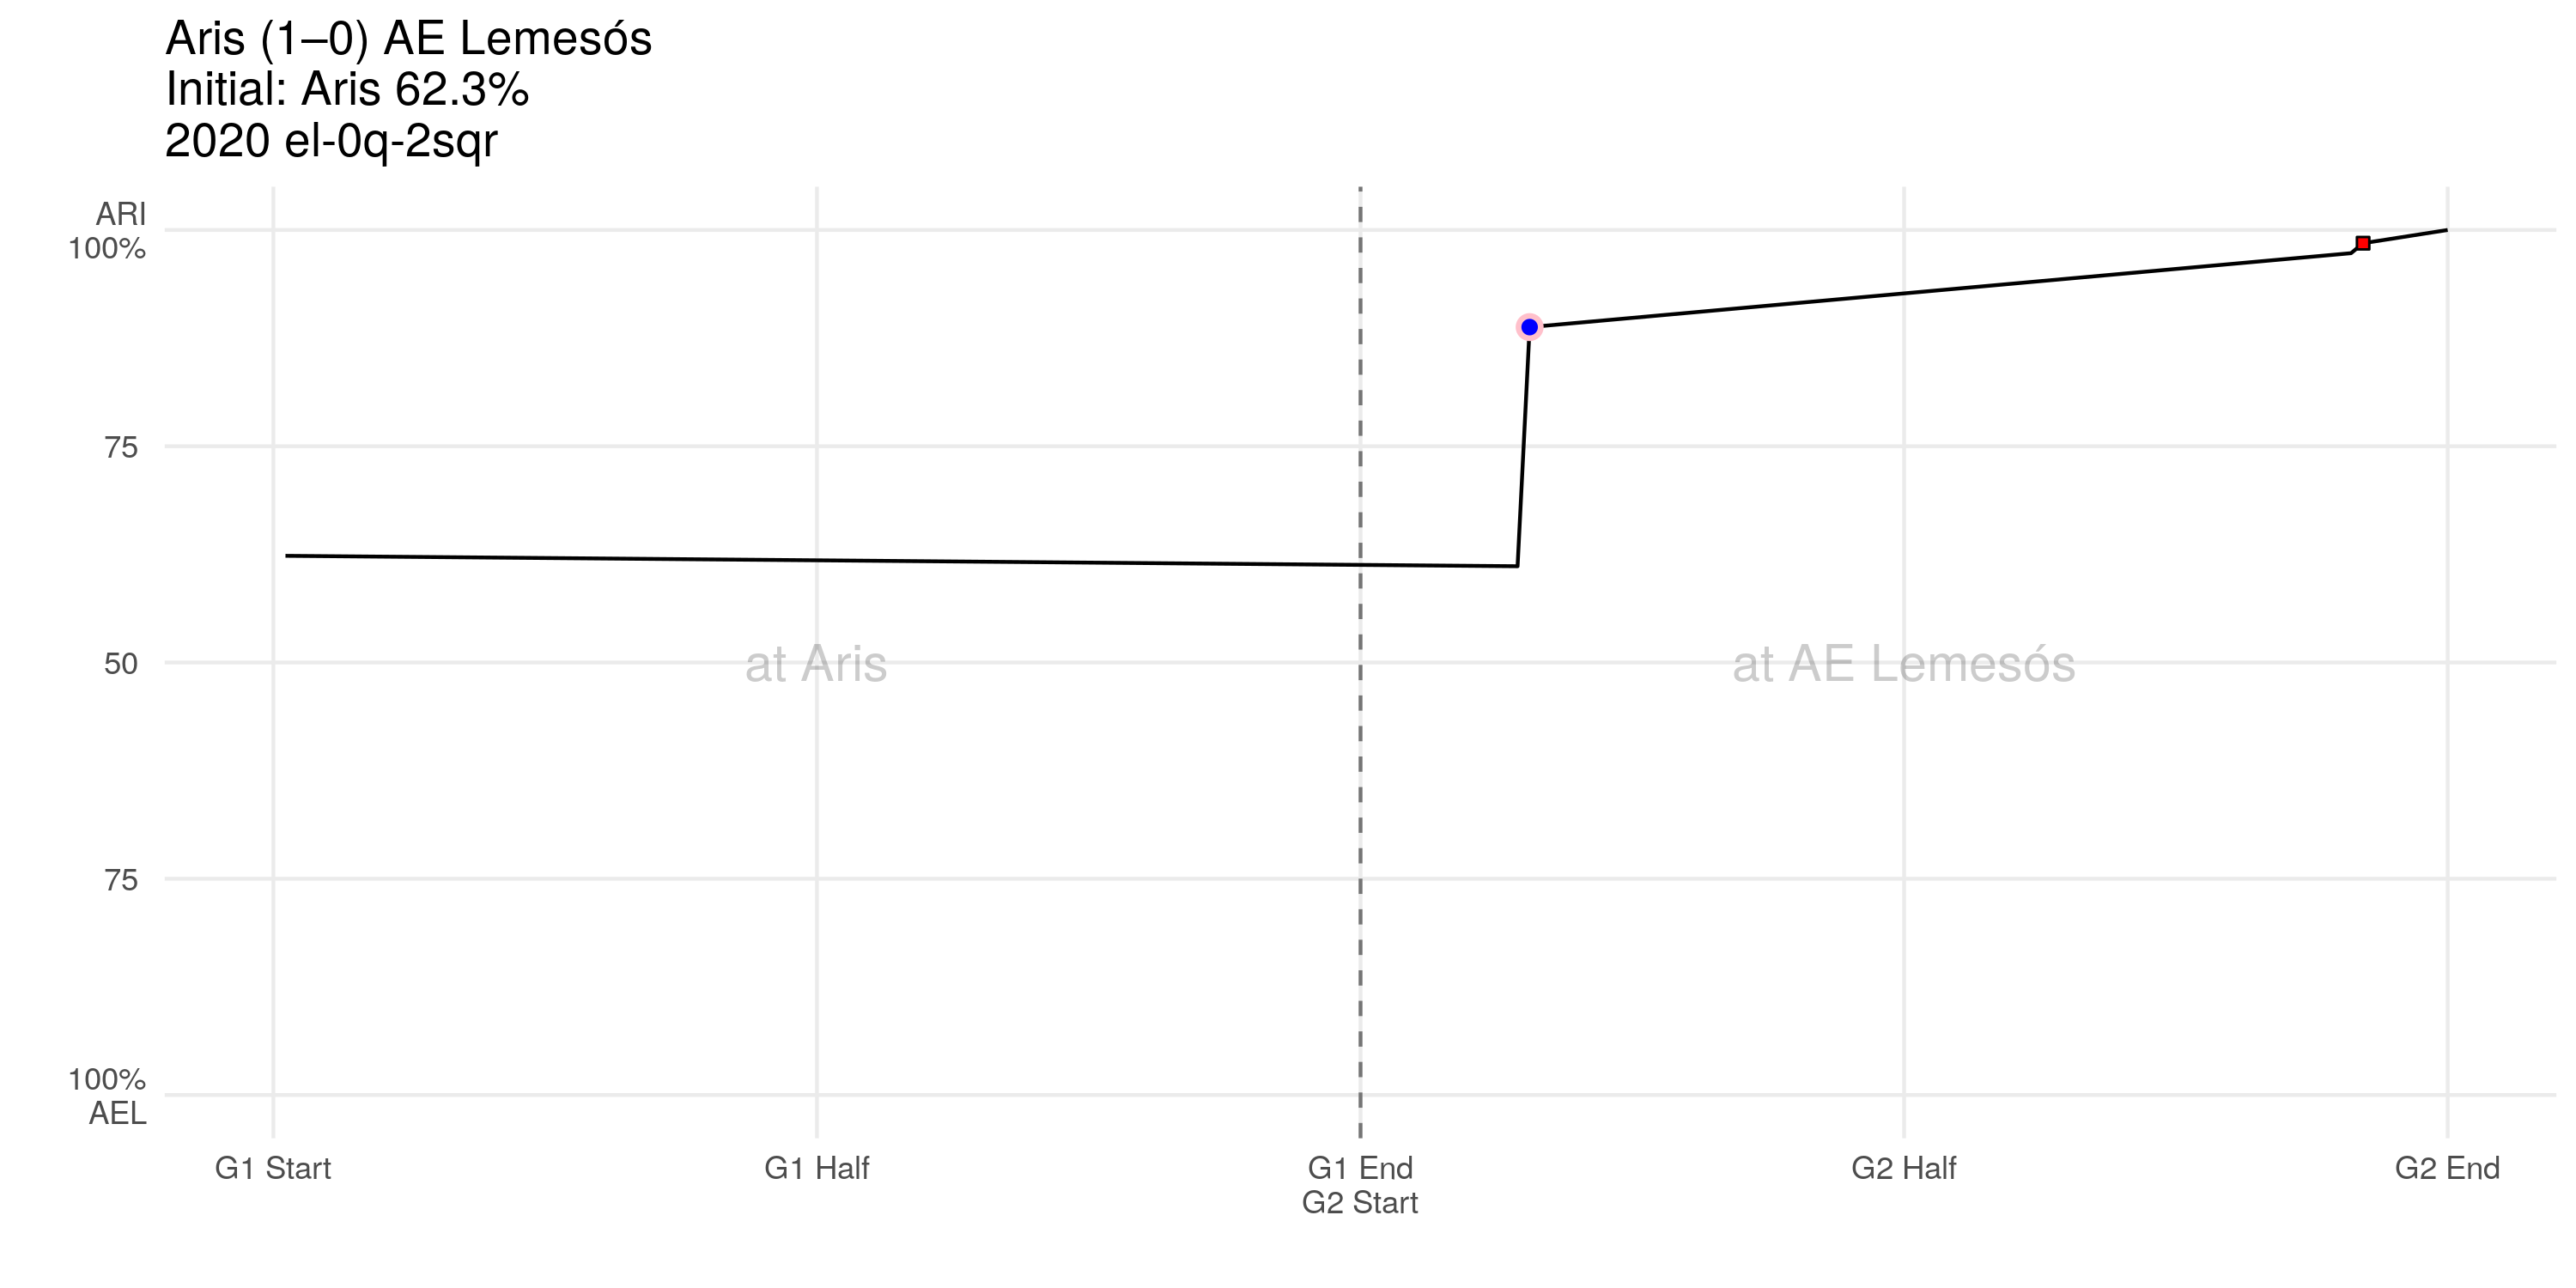 Aris (1–0) AE Lemesós
Initial: Aris 62.3%
2020 el-0q-2sqr
ARI
100%
75
50
75
100%
AEL
at Aris
at AE Lemesós
G1 Start
G1 Half
G1 End
G2 Start
G2 Half
G2 End